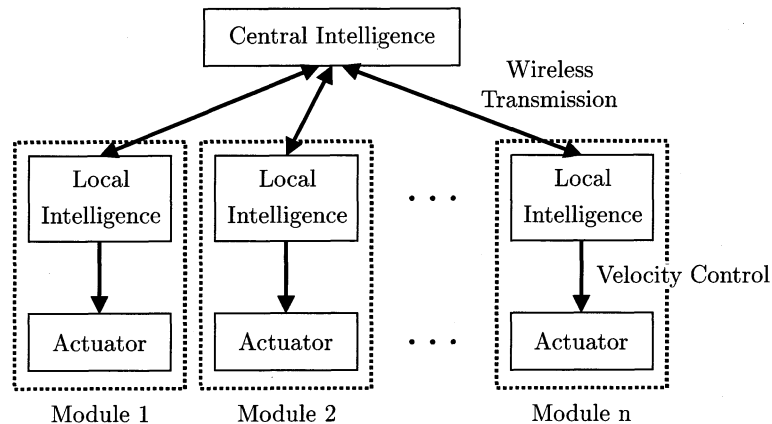 Central Intelligence
Wireless
Transmission
Local
Intelligence
Local
Intelligence
. . .
Local
Intelligence
Velocity Control
Actuator
Actuator
. . .
Actuator
Module 1
Module 2
Module n